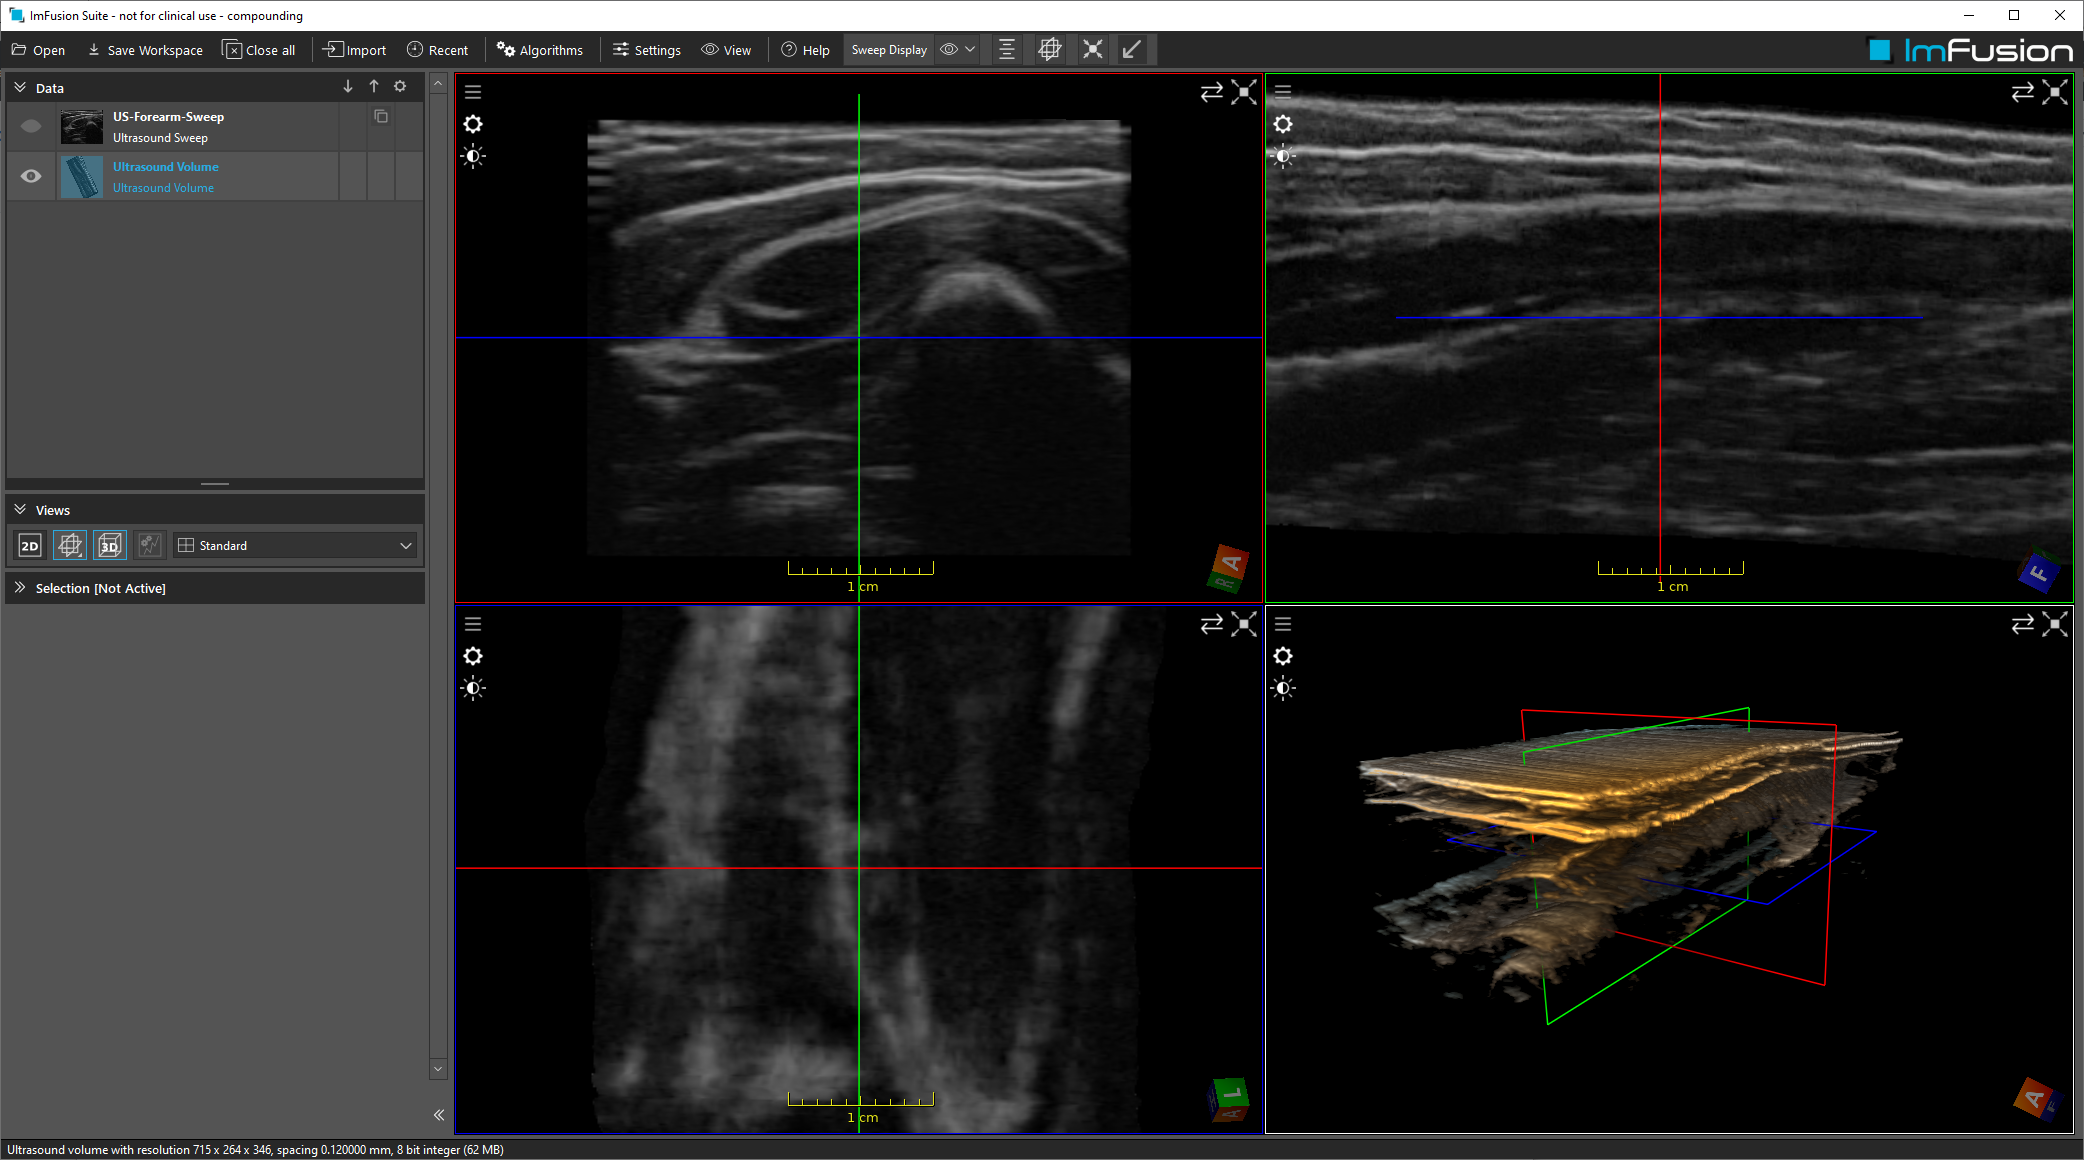 ImFusion Suite - not for clinical use - compounding
Open Save Workspace Close all Import Recent Algorithms Settings View Help Sweep Display
ImFusion
Data
US-Forearm-Sweep
Ultrasound Sweep
Ultrasound Volume
Ultrasound Volume
Views
2D 3D Standard
Selection [Not Active]
1 cm
A
R
1 cm
F
1 cm
L
A
1 cm
A
F
Ultrasound volume with resolution 715 x 264 x 346, spacing 0.120000 mm, 8 bit integer (62 MB)